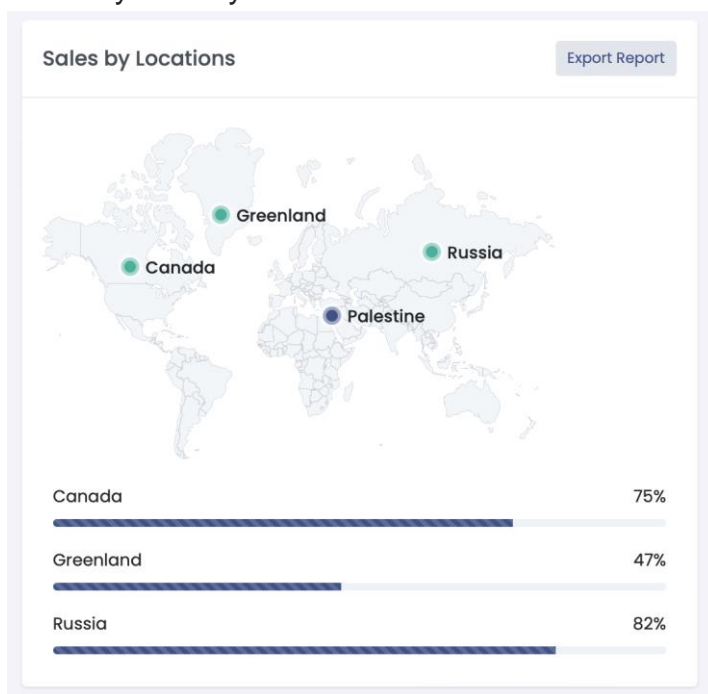 Sales by Locations
Export Report
Greenland
Russia
Canada
Palestine
Canada 75%
Greenland 47%
Russia 82%